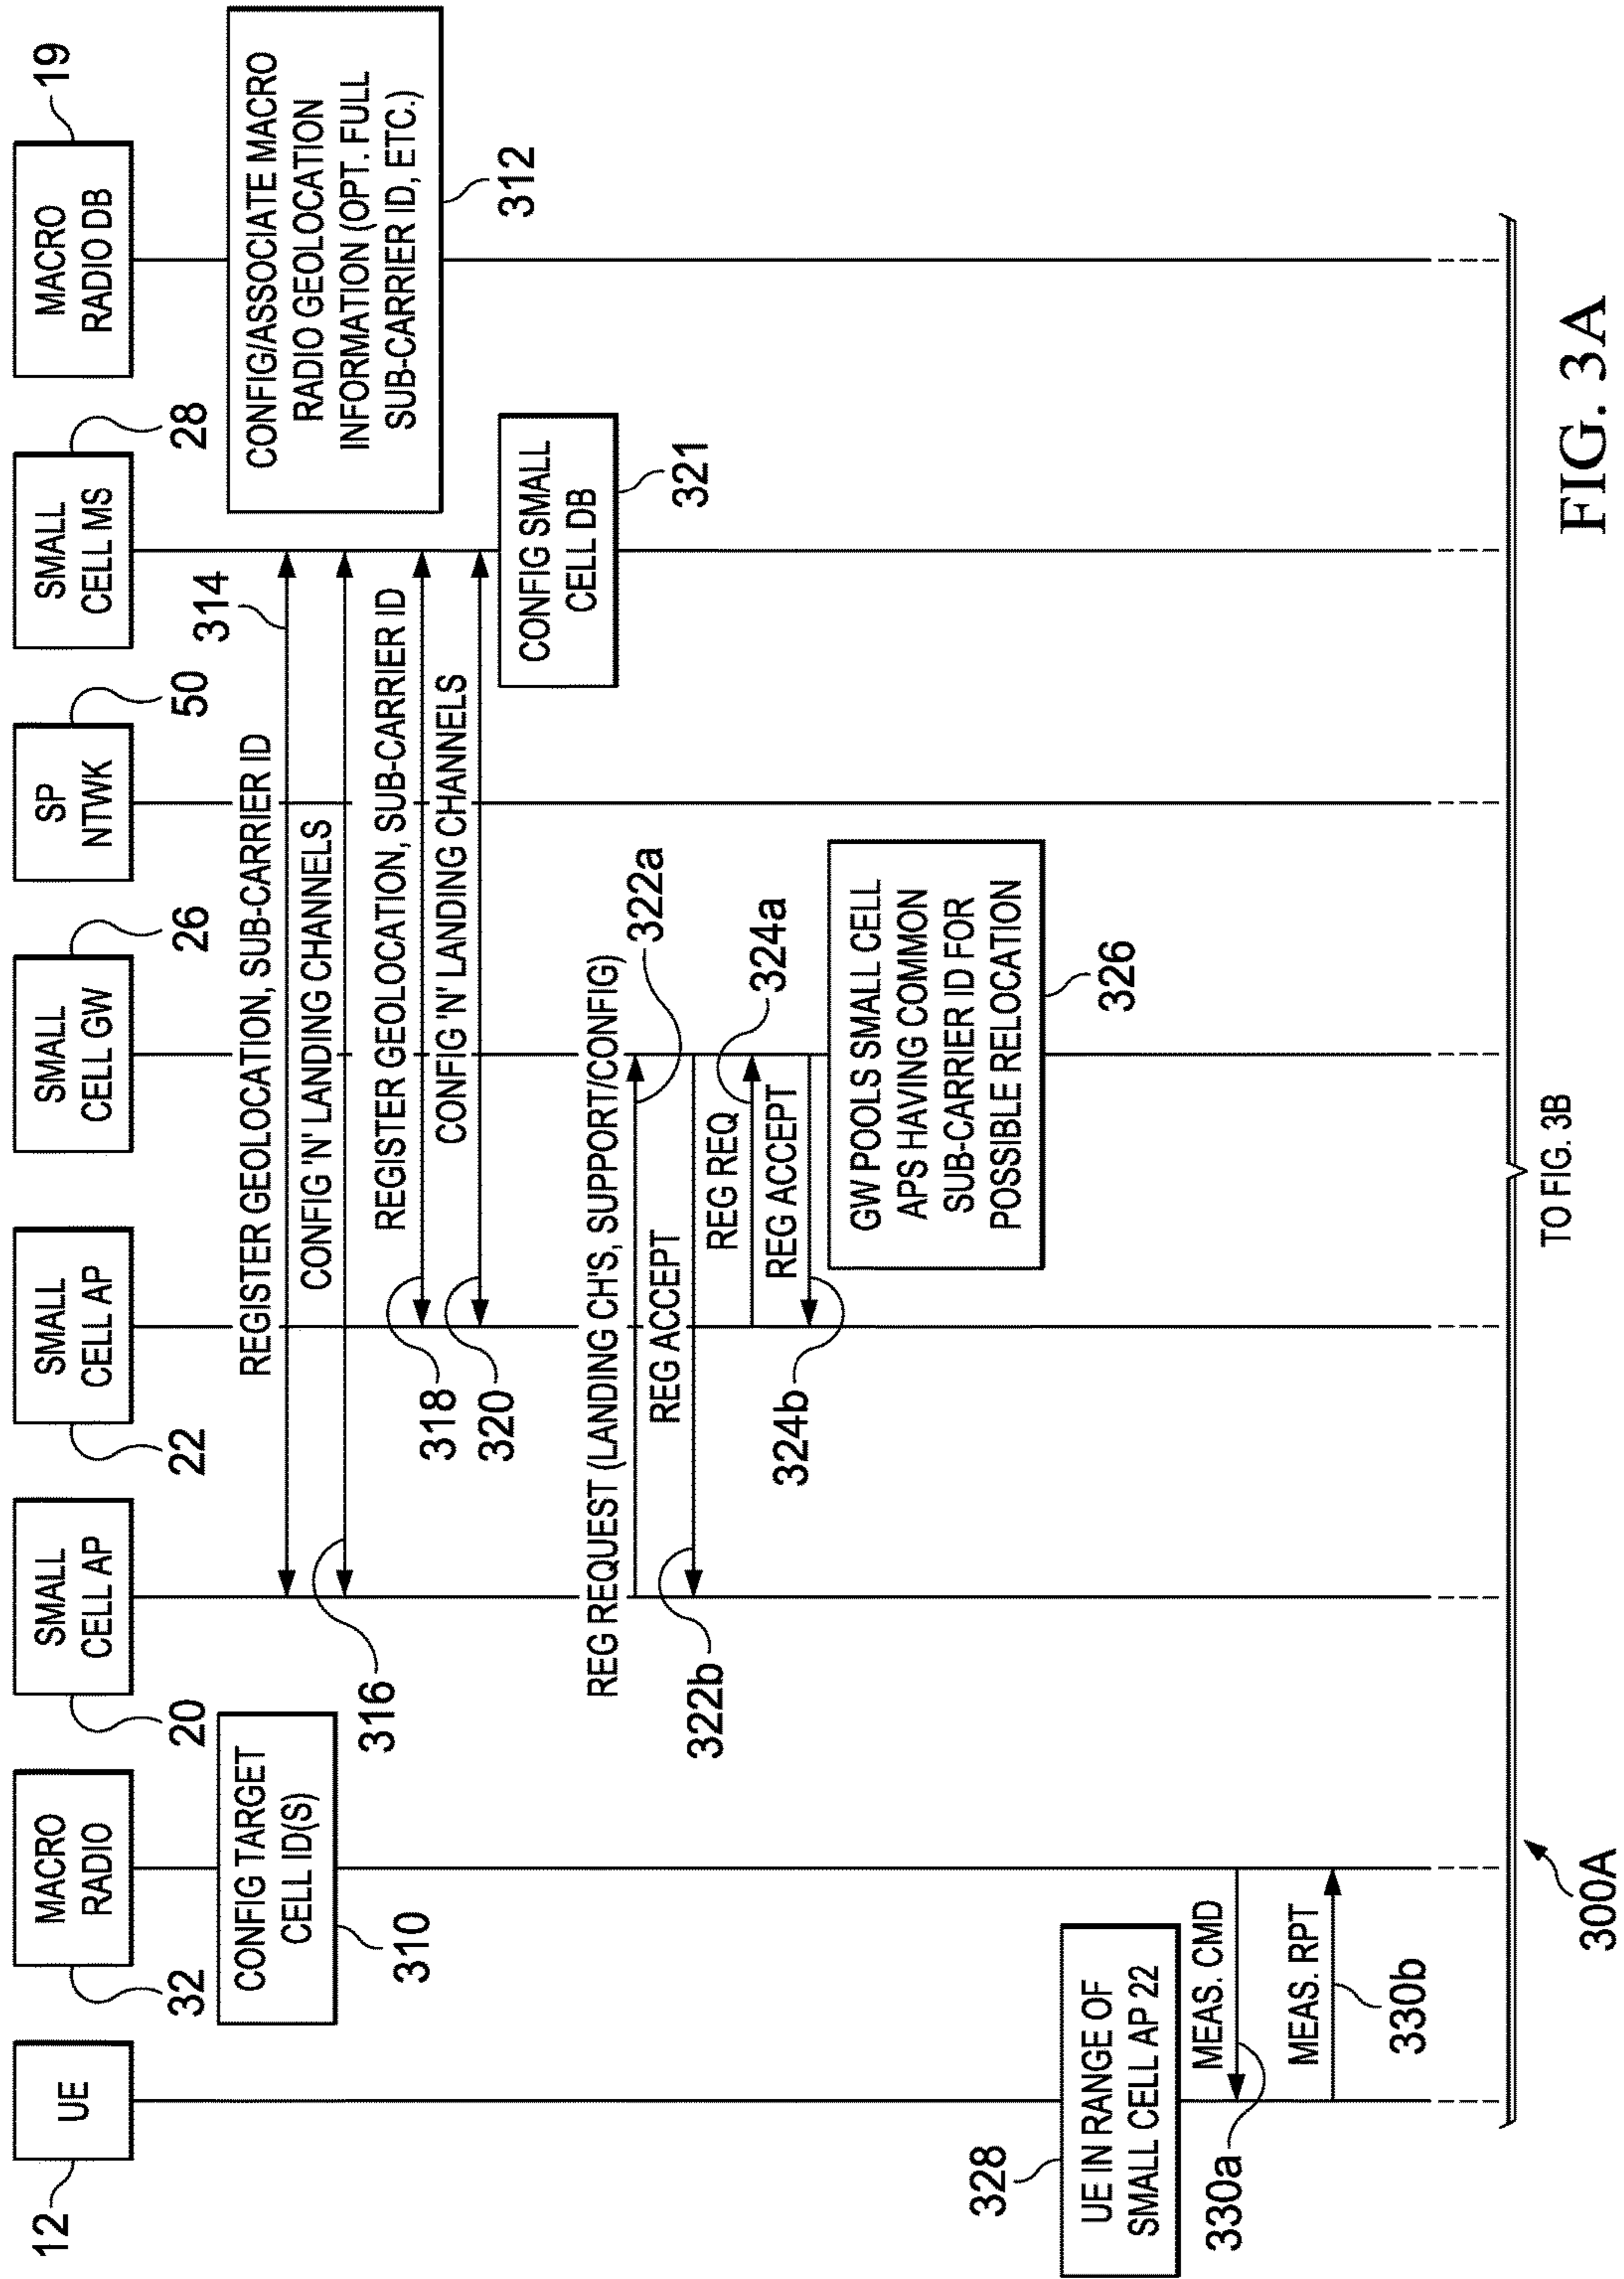 12
UE
32
MACRO
RADIO
20
SMALL
CELL AP
22
SMALL
CELL AP
26
SMALL
CELL GW
50
SP
NTWK
28
SMALL
CELL MS
19
MACRO
RADIO DB
CONFIG TARGET
CELL ID(S)
310
CONFIG/ASSOCIATE MACRO
RADIO GEOLOCATION
INFORMATION (OPT. FULL
SUB-CARRIER ID, ETC.)
312
REGISTER GEOLOCATION, SUB-CARRIER ID
314
CONFIG 'N' LANDING CHANNELS
316
REGISTER GEOLOCATION, SUB-CARRIER ID
318
CONFIG 'N' LANDING CHANNELS
320
CONFIG SMALL
CELL DB
321
REG REQUEST (LANDING CH'S, SUPPORT/CONFIG)
322a
REG ACCEPT
322b
REG REQ
324a
REG ACCEPT
324b
GW POOLS SMALL CELL
APS HAVING COMMON
SUB-CARRIER ID FOR
POSSIBLE RELOCATION
326
328
UE IN RANGE OF
SMALL CELL AP 22
MEAS. CMD
330a
MEAS. RPT
330b
300A
TO FIG. 3B
FIG. 3A